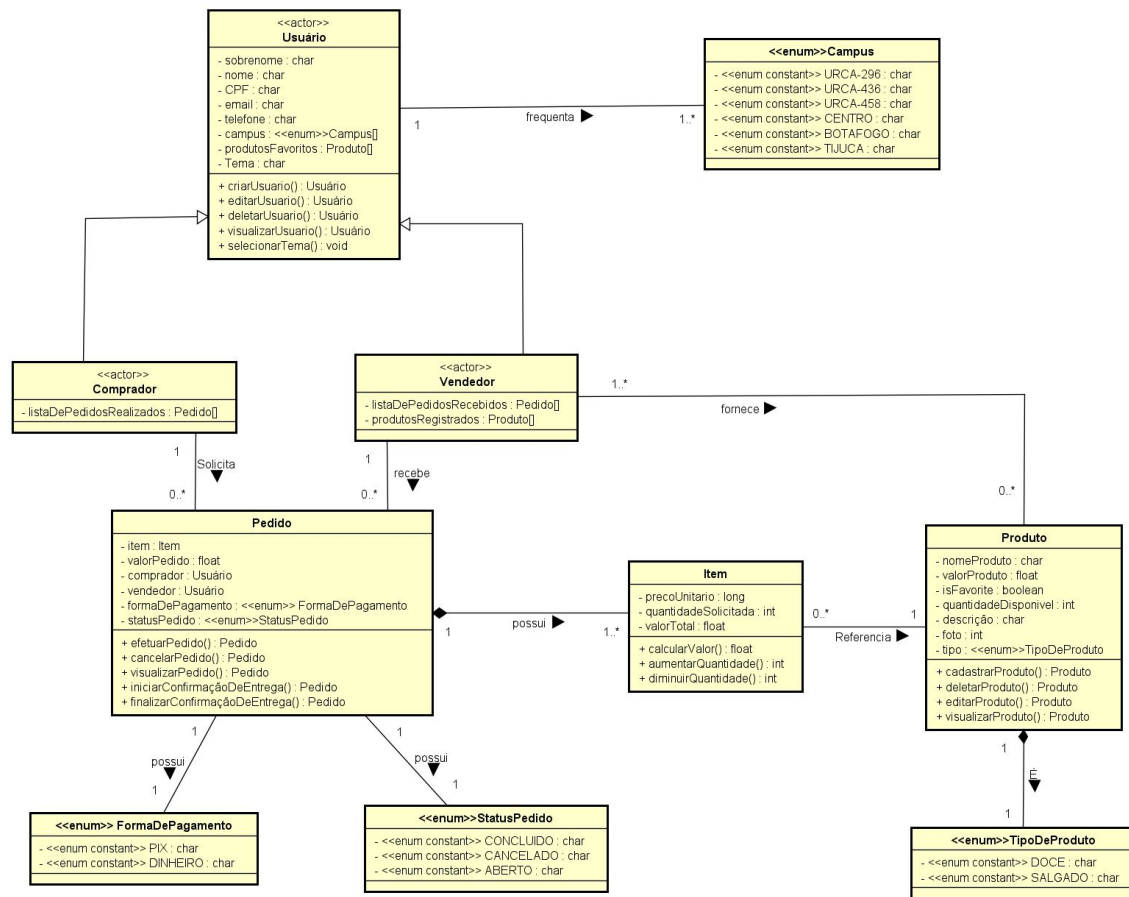 <<actor>>
Usuário
- sobrenome : char
- nome : char
- CPF : char
- email : char
- telefone : char
- campus : <<enum>>Campus[]
- produtosFavoritos : Produto[]
- Tema : char
+ criarUsuario() : Usuário
+ editarUsuario() : Usuário
+ deletarUsuario() : Usuário
+ visualizarUsuario() : Usuário
+ selecionarTema() : void
1
frequenta
1..*
<<enum>>Campus
- <<enum constant>> URCA-296 : char
- <<enum constant>> URCA-436 : char
- <<enum constant>> URCA-458 : char
- <<enum constant>> CENTRO : char
- <<enum constant>> BOTAFOGO : char
- <<enum constant>> TIJUCA : char
<<actor>>
Comprador
- listaDePedidosRealizados : Pedido[]
<<actor>>
Vendedor
- listaDePedidosRecebidos : Pedido[]
- produtosRegistrados : Produto[]
1..*
fornece
0..*
1
Solicita
0..*
1
recebe
0..*
Pedido
- item : Item
- valorPedido : float
- comprador : Usuário
- vendedor : Usuário
- formaDePagamento : <<enum>> FormaDePagamento
- statusPedido : <<enum>>StatusPedido
+ efetuarPedido() : Pedido
+ cancelarPedido() : Pedido
+ visualizarPedido() : Pedido
+ iniciarConfirmaçãoDeEntrega() : Pedido
+ finalizarConfirmaçãoDeEntrega() : Pedido
1
possui
1..*
Item
- precoUnitario : long
- quantidadeSolicitada : int
- valorTotal : float
+ calcularValor() : float
+ aumentarQuantidade() : int
+ diminuirQuantidade() : int
0..*
Referencia
1
Produto
- nomeProduto : char
- valorProduto : float
- isFavorite : boolean
- quantidadeDisponivel : int
- descrição : char
- foto : int
- tipo : <<enum>>TipoDeProduto
+ cadastrarProduto() : Produto
+ deletarProduto() : Produto
+ editarProduto() : Produto
+ visualizarProduto() : Produto
1
possui
1
1
possui
1
1
É
1
<<enum>> FormaDePagamento
- <<enum constant>> PIX : char
- <<enum constant>> DINHEIRO : char
<<enum>>StatusPedido
- <<enum constant>> CONCLUIDO : char
- <<enum constant>> CANCELADO : char
- <<enum constant>> ABERTO : char
<<enum>>TipoDeProduto
- <<enum constant>> DOCE : char
- <<enum constant>> SALGADO : char